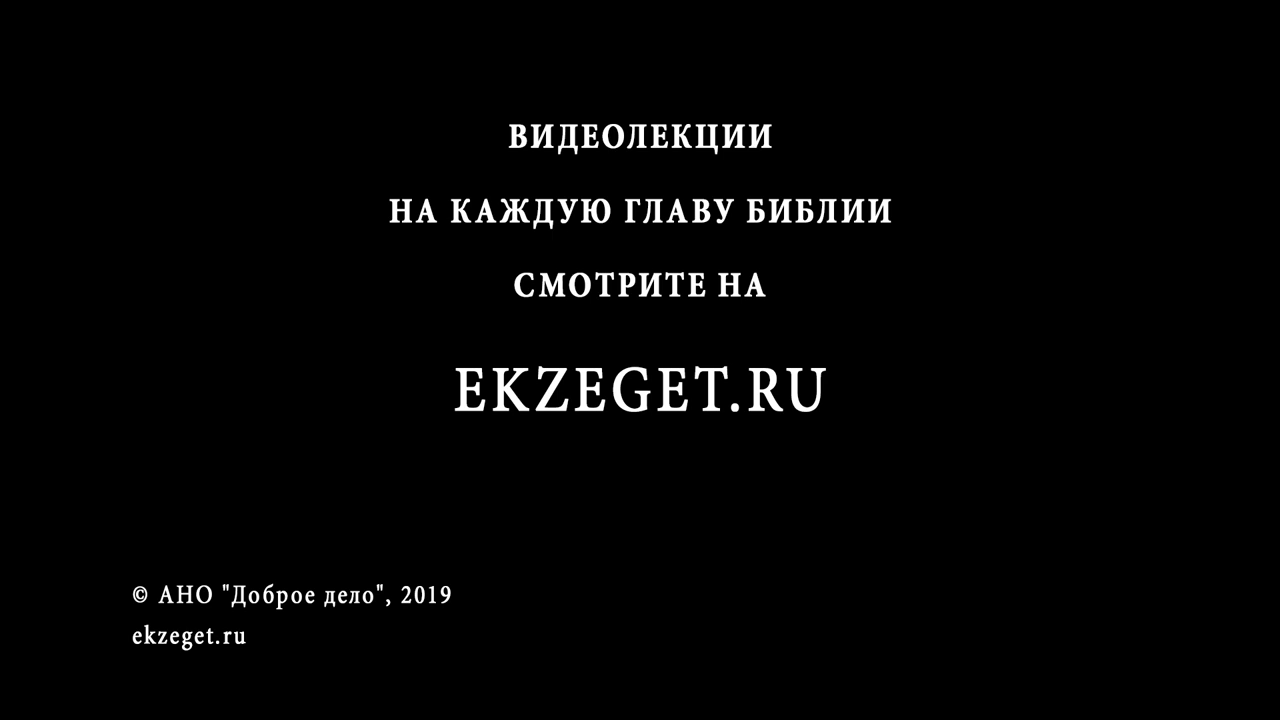 ВИДЕОЛЕКЦИИ
НА КАЖДУЮ ГЛАВУ БИБЛИИ
СМОТРИТЕ НА
EKZEGET.RU
© АНО "Доброе дело", 2019
ekzeget.ru